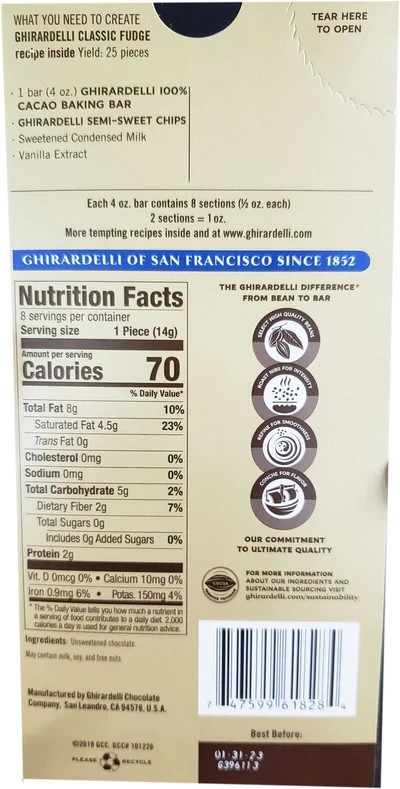 WHAT YOU NEED TO CREATE
GHIRARDELLI CLASSIC FUDGE
recipe inside Yield: 25 pieces
TEAR HERE
TO OPEN
· 1 bar (4 oz.) GHIRARDELLI 100%
CACAO BAKING BAR
· GHIRARDELLI SEMI-SWEET CHIPS
· Sweetened Condensed Milk
· Vanilla Extract
Each 4 oz. bar contains 8 sections (½ oz. each)
2 sections = 1 oz.
More tempting recipes inside and at www.ghirardelli.com
GHIRARDELLI OF SAN FRANCISCO SINCE 1852
Nutrition Facts
8 servings per container
Serving size 1 Piece (14g)
Amount per serving
Calories 70
% Daily Value*
Total Fat 8g 10%
Saturated Fat 4.5g 23%
Trans Fat 0g
Cholesterol 0mg 0%
Sodium 0mg 0%
Total Carbohydrate 5g 2%
Dietary Fiber 2g 7%
Total Sugars 0g
Includes 0g Added Sugars 0%
Protein 2g
Vit. D 0mcg 0% • Calcium 10mg 0%
Iron 0.9mg 6% • Potas. 150mg 4%
* The % Daily Value tells you how much a nutrient in
a serving of food contributes to a daily diet. 2,000
calories a day is used for general nutrition advice.
Ingredients: Unsweetened chocolate.
May contain milk, soy, and tree nuts.
Manufactured by Ghirardelli Chocolate
Company, San Leandro, CA 94578, U.S.A.
©2019 GCC. GCC# 101226
PLEASE RECYCLE
THE GHIRARDELLI DIFERENCE*
FROM BEAN TO BAR
SELECT HIGH QUALITY BEANS
ROAST NIBS FOR INTENSITY
REFINE FOR SMOOTHNESS
CONCHE FOR FLAVOR
OUR COMMITMENT
TO ULTIMATE QUALITY
COCOA
FOR MORE INFORMATION
ABOUT OUR INGREDIENTS AND
SUSTAINABLE SOURCING VISIT
ghirardelli.com/sustainability
7 47599 61828 4
Best Before:
01-31-23
G396113